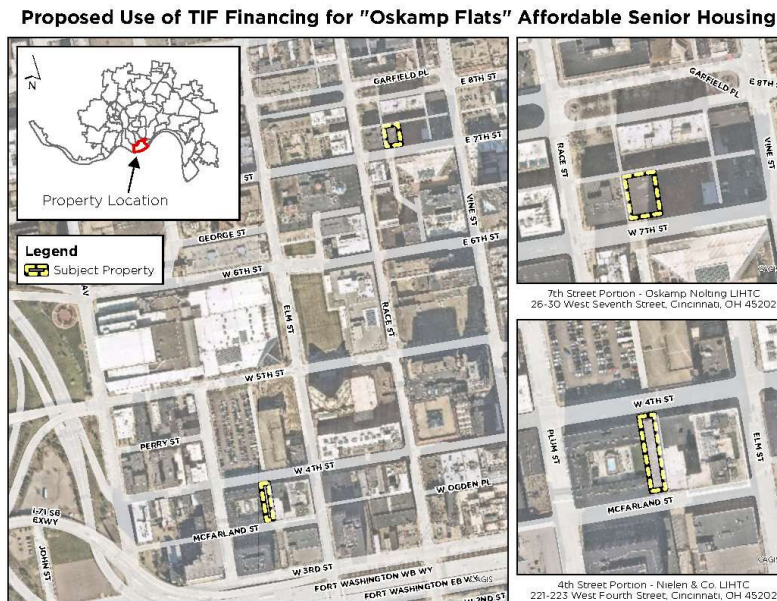 Proposed Use of TIF Financing for "Oskamp Flats" Affordable Senior Housing
N
Property Location
Legend
Subject Property
GARFIELD PL
E 8TH ST
E 7TH ST
ST
VINE ST
GEORGE ST
E 6TH ST
W 6TH ST
AV
ELM ST
RACE ST
W 5TH ST
PERRY ST
W 4TH ST
W OGDEN PL
MCFARLAND ST
I-71 SB
EXWY
JOHN ST
W 3RD ST
FORT WASHINGTON WB WY
FORT WASHINGTON EB WY
W 2ND ST
CAGIS
GARFIELD PL
E 8TH ST
RACE ST
VINE ST
W 7TH ST
CAGIS
7th Street Portion - Oskamp Nolting LIHTC
26-30 West Seventh Street, Cincinnati, OH 45202
W 4TH ST
PLUM ST
ELM ST
MCFARLAND ST
CAGIS
4th Street Portion - Nielen & Co. LIHTC
221-223 West Fourth Street, Cincinnati, OH 45202